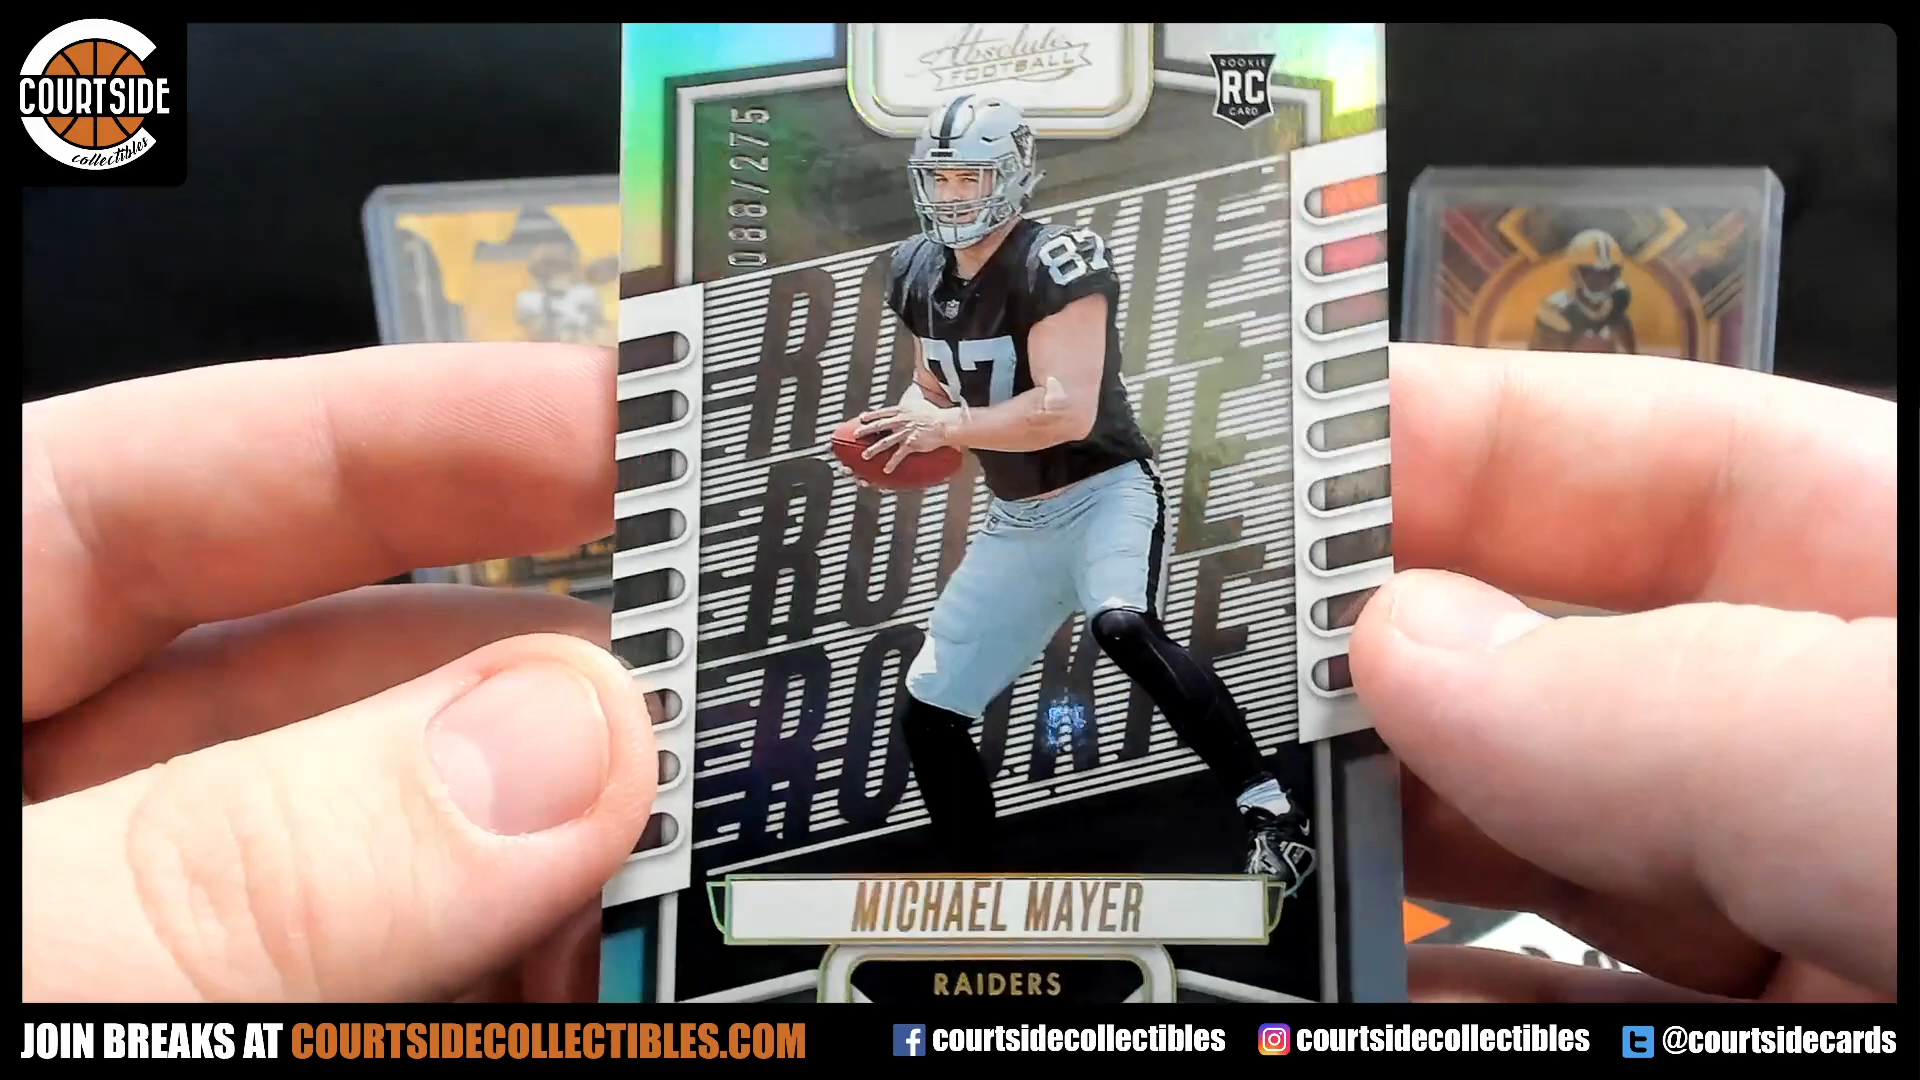 COURTSIDE
collectibles
Absolute
FOOTBALL
ROOKIE
RC
CARD
088/275
87
87
ROOKIE
ROOKIE
ROOKIE
MICHAEL MAYER
RAIDERS
JOIN BREAKS AT COURTSIDECOLLECTIBLES.COM
courtsidecollectibles
courtsidecollectibles
@courtsidecards